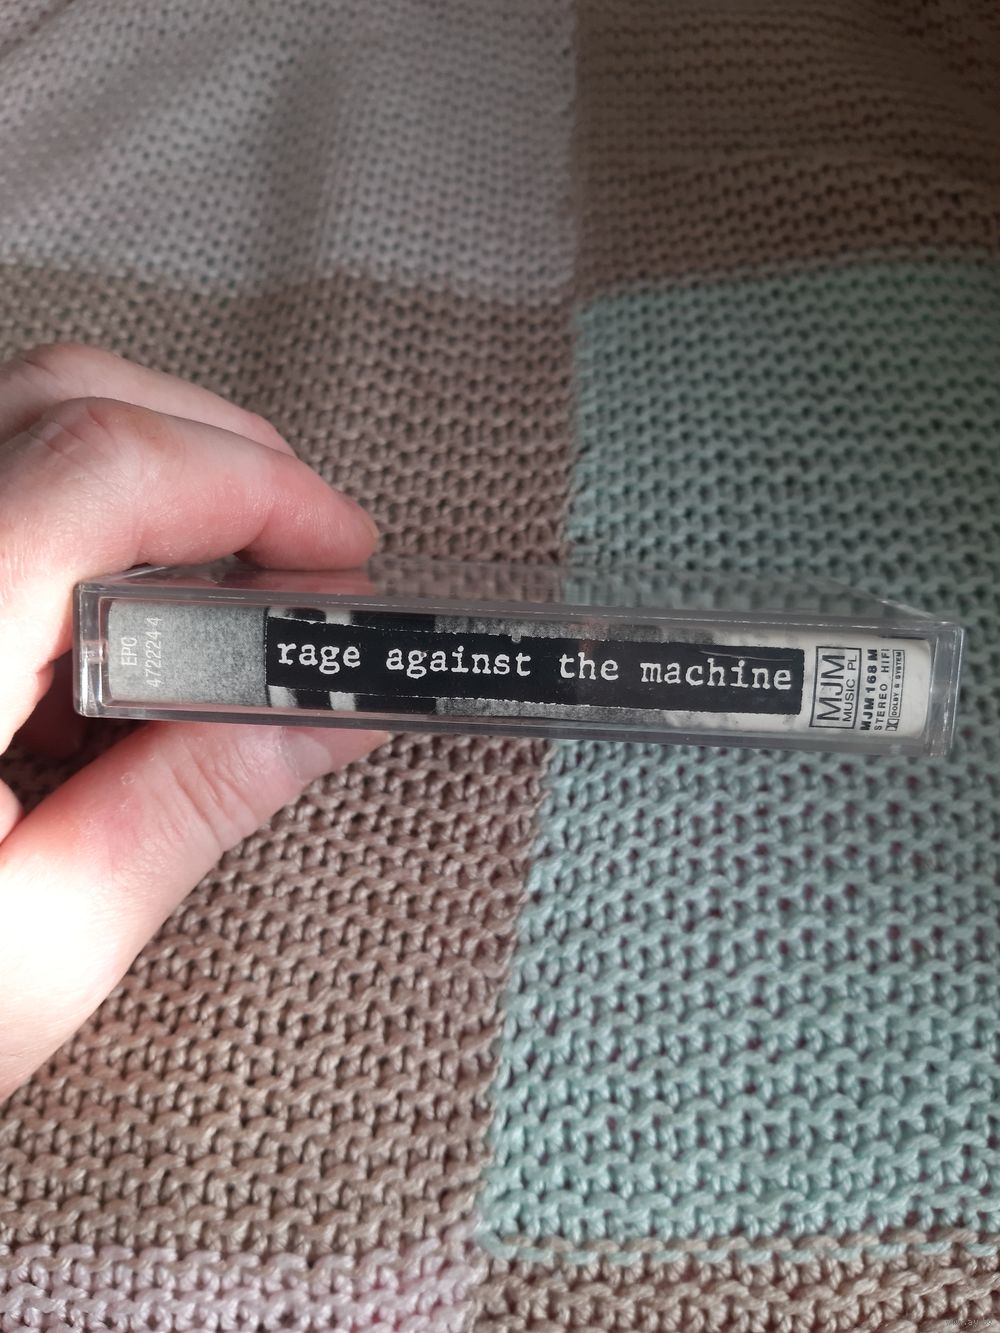 EPC
472224 4
rage against the machine
MJM
MUSIC PL
MJM 168 M
STEREO HIFI
DOLBY B SYSTEM